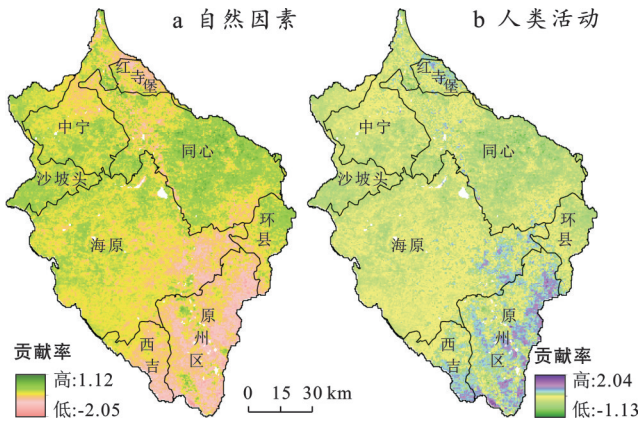 a 自然因素
b 人类活动
红寺堡
中宁
同心
沙坡头
环县
海原
原州区
西吉
贡献率
高:1.12
低:-2.05
0 15 30 km
红寺堡
中宁
同心
沙坡头
环县
海原
原州区
西吉
贡献率
高:2.04
低:-1.13